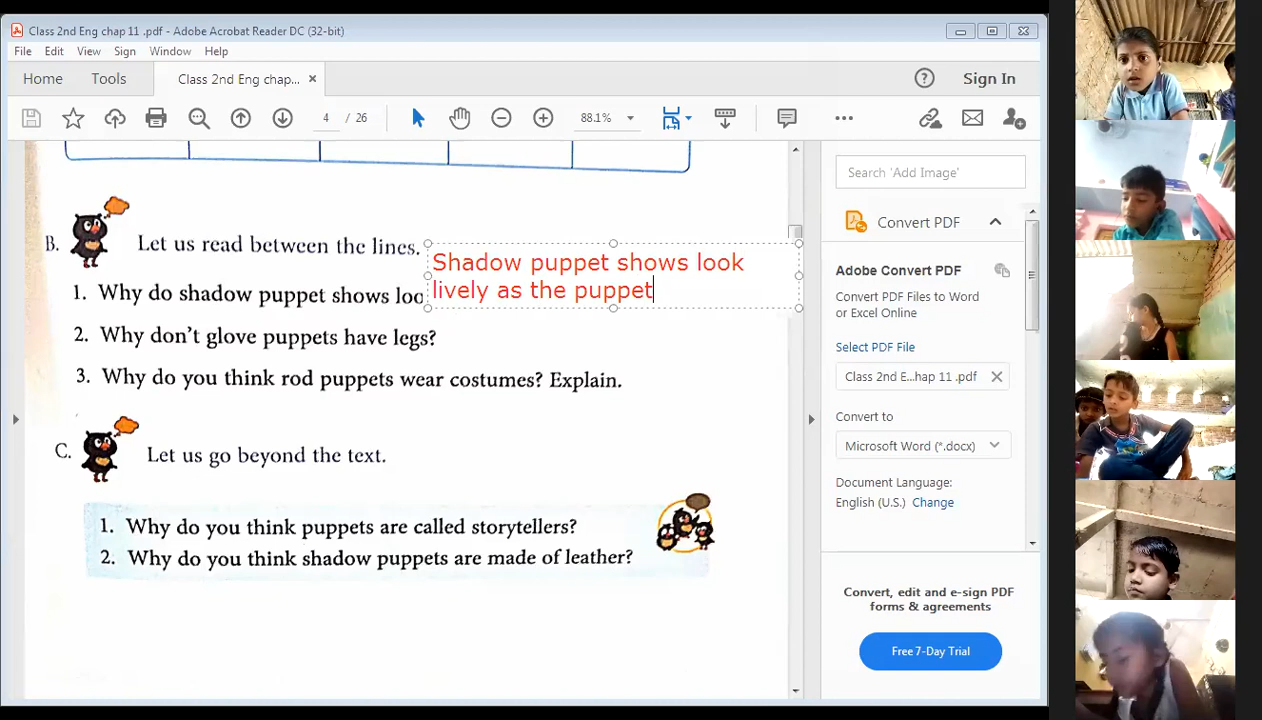 Class 2nd Eng chap 11 .pdf - Adobe Acrobat Reader DC (32-bit)
File Edit View Sign Window Help
Home Tools Class 2nd Eng chap... × Sign In
4 / 26 88.1%
Search 'Add Image'
Convert PDF
Adobe Convert PDF
Convert PDF Files to Word
or Excel Online
Select PDF File
Class 2nd E...hap 11 .pdf
Convert to
Microsoft Word (*.docx)
Document Language:
English (U.S.) Change
Convert, edit and e-sign PDF
forms & agreements
Free 7-Day Trial
B. Let us read between the lines.
Shadow puppet shows look
lively as the puppet
1. Why do shadow puppet shows loo
2. Why don't glove puppets have legs?
3. Why do you think rod puppets wear costumes? Explain.
C. Let us go beyond the text.
1. Why do you think puppets are called storytellers?
2. Why do you think shadow puppets are made of leather?